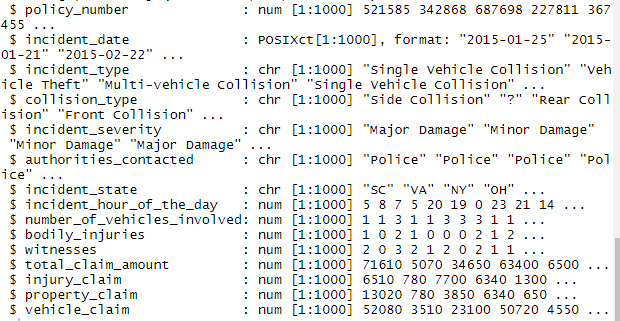 $ policy_number : num [1:1000] 521585 342868 687698 227811 367
455 ...
$ incident_date : POSIXct[1:1000], format: "2015-01-25" "2015-
01-21" "2015-02-22" ...
$ incident_type : chr [1:1000] "Single Vehicle Collision" "Veh
icle Theft" "Multi-vehicle Collision" "Single Vehicle Collision" ...
$ collision_type : chr [1:1000] "Side Collision" "?" "Rear Coll
ision" "Front Collision" ...
$ incident_severity : chr [1:1000] "Major Damage" "Minor Damage"
"Minor Damage" "Major Damage" ...
$ authorities_contacted : chr [1:1000] "Police" "Police" "Police" "Pol
ice" ...
$ incident_state : chr [1:1000] "SC" "VA" "NY" "OH" ...
$ incident_hour_of_the_day : num [1:1000] 5 8 7 5 20 19 0 23 21 14 ...
$ number_of_vehicles_involved: num [1:1000] 1 1 3 1 1 3 3 3 1 1 ...
$ bodily_injuries : num [1:1000] 1 0 2 1 0 0 0 2 1 2 ...
$ witnesses : num [1:1000] 2 0 3 2 1 2 0 2 1 1 ...
$ total_claim_amount : num [1:1000] 71610 5070 34650 63400 6500 ...
$ injury_claim : num [1:1000] 6510 780 7700 6340 1300 ...
$ property_claim : num [1:1000] 13020 780 3850 6340 650 ...
$ vehicle_claim : num [1:1000] 52080 3510 23100 50720 4550 ...